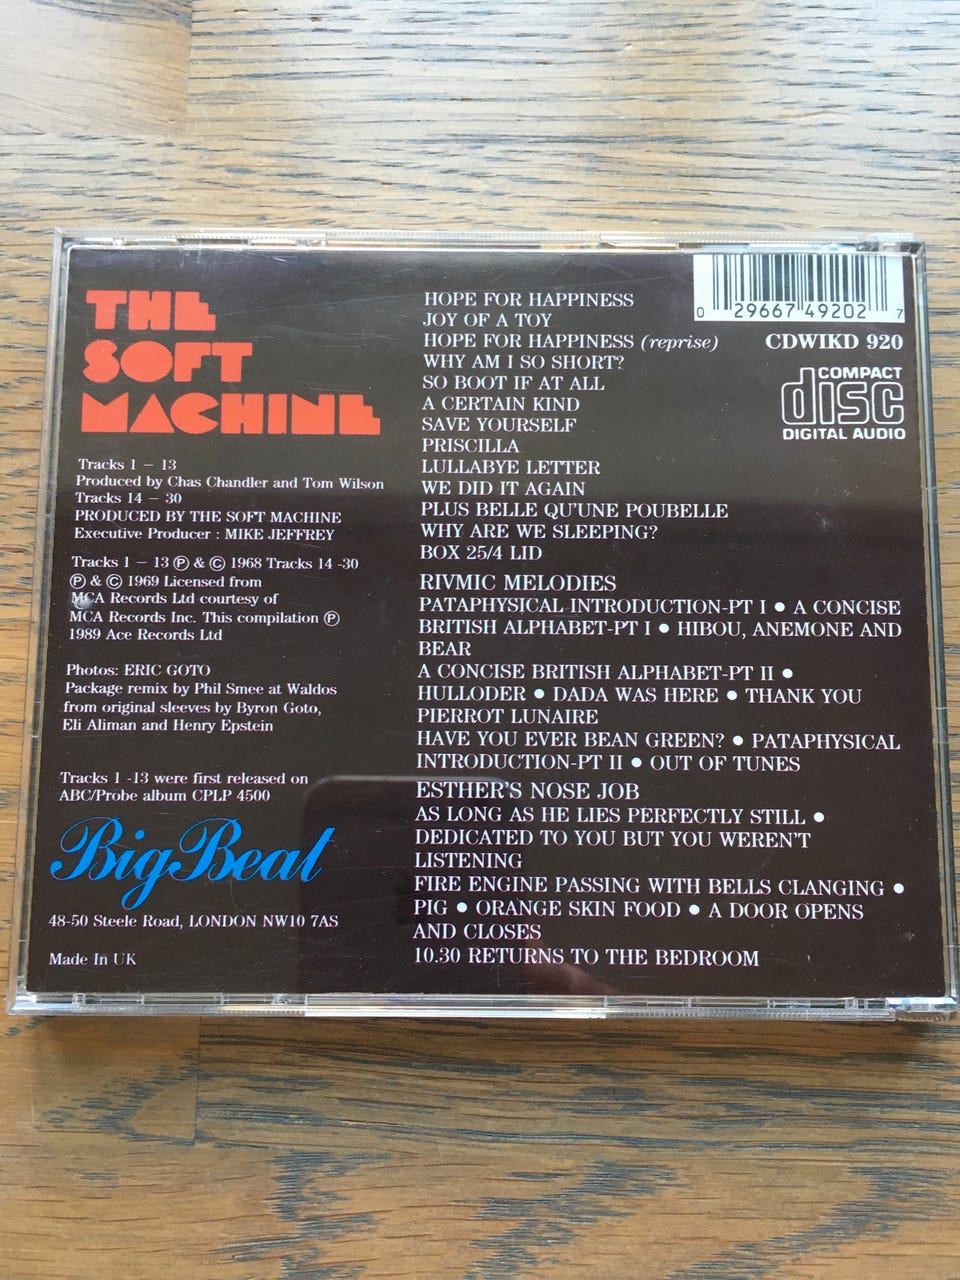 THE
SOFT
MACHINE
Tracks 1 – 13
Produced by Chas Chandler and Tom Wilson
Tracks 14 – 30
PRODUCED BY THE SOFT MACHINE
Executive Producer : MIKE JEFFREY
Tracks 1 – 13 ℗ & © 1968 Tracks 14 -30
℗ & © 1969 Licensed from
MCA Records Ltd courtesy of
MCA Records Inc. This compilation ℗
1989 Ace Records Ltd
Photos: ERIC GOTO
Package remix by Phil Smee at Waldos
from original sleeves by Byron Goto,
Eli Aliman and Henry Epstein
Tracks 1 -13 were first released on
ABC/Probe album CPLP 4500
Big Beat
48-50 Steele Road, LONDON NW10 7AS
Made In UK
HOPE FOR HAPPINESS
JOY OF A TOY
HOPE FOR HAPPINESS (reprise)
WHY AM I SO SHORT?
SO BOOT IF AT ALL
A CERTAIN KIND
SAVE YOURSELF
PRISCILLA
LULLABYE LETTER
WE DID IT AGAIN
PLUS BELLE QU'UNE POUBELLE
WHY ARE WE SLEEPING?
BOX 25/4 LID
RIVMIC MELODIES
PATAPHYSICAL INTRODUCTION-PT I ● A CONCISE
BRITISH ALPHABET-PT I ● HIBOU, ANEMONE AND
BEAR
A CONCISE BRITISH ALPHABET-PT II ●
HULLODER ● DADA WAS HERE ● THANK YOU
PIERROT LUNAIRE
HAVE YOU EVER BEAN GREEN? ● PATAPHYSICAL
INTRODUCTION-PT II ● OUT OF TUNES
ESTHER'S NOSE JOB
AS LONG AS HE LIES PERFECTLY STILL ●
DEDICATED TO YOU BUT YOU WEREN'T
LISTENING
FIRE ENGINE PASSING WITH BELLS CLANGING ●
PIG ● ORANGE SKIN FOOD ● A DOOR OPENS
AND CLOSES
10.30 RETURNS TO THE BEDROOM
0 29667 49202 7
CDWIKD 920
COMPACT
disc
DIGITAL AUDIO